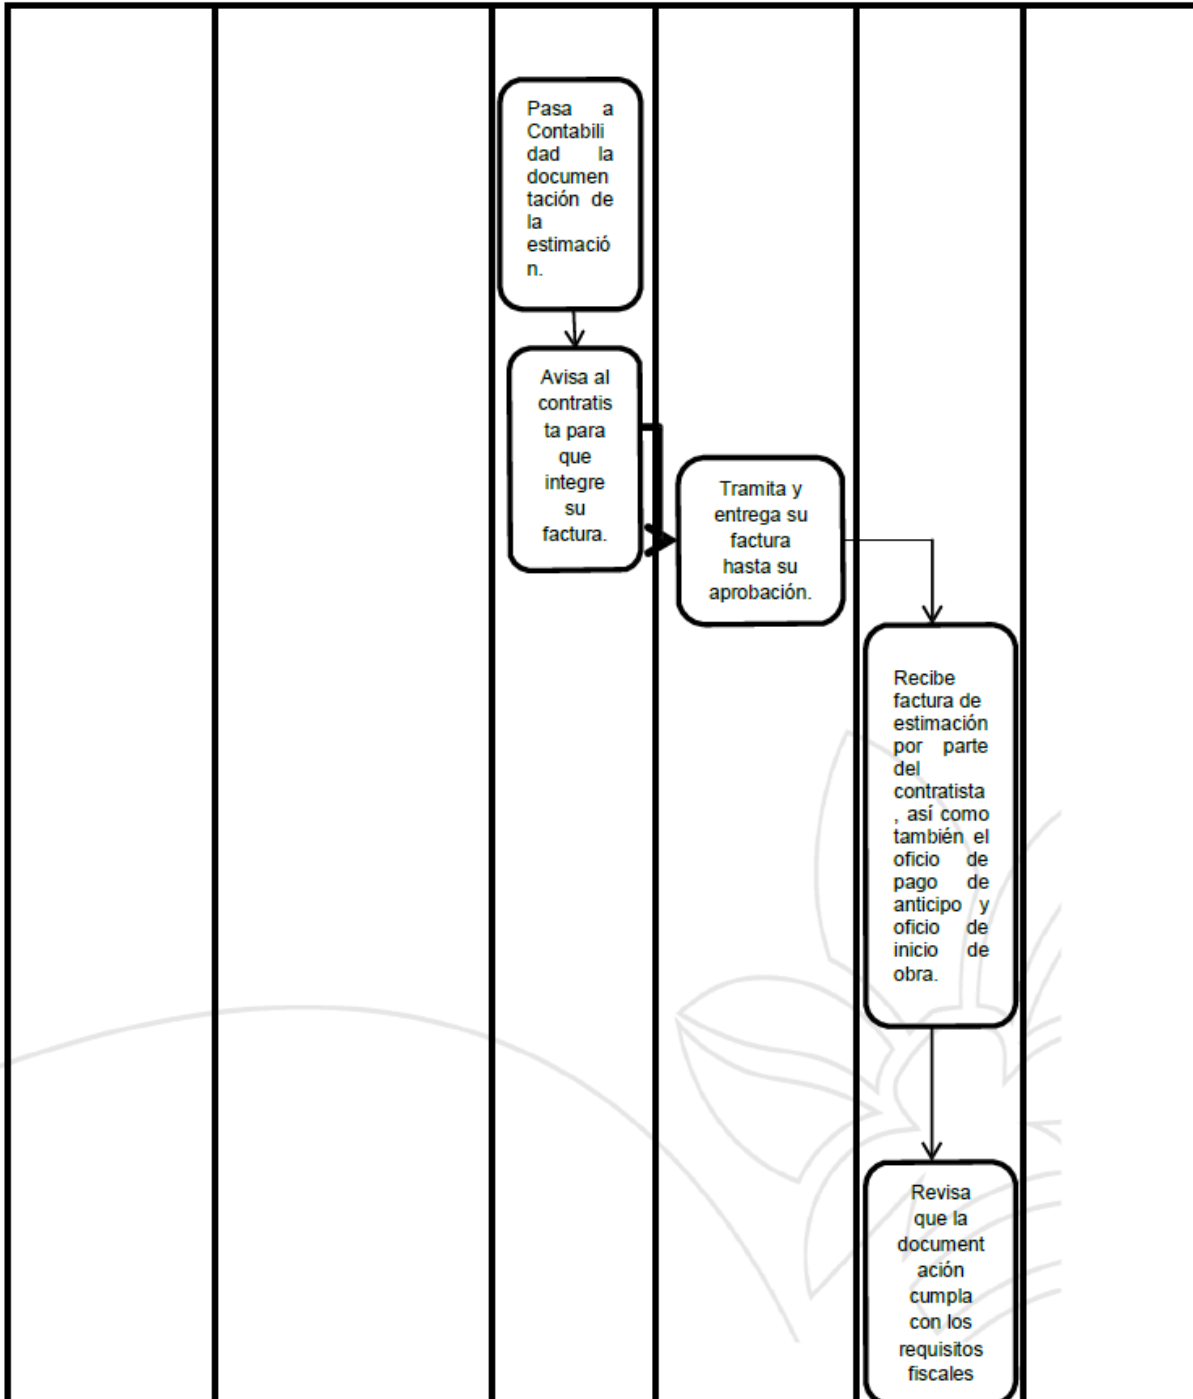 Pasa a
Contabili
dad la
documen
tación de
la
estimació
n.
Avisa al
contratis
ta para
que
integre
su
factura.
Tramita y
entrega su
factura
hasta su
aprobación.
Recibe
factura de
estimación
por parte
del
contratista
, así como
también el
oficio de
pago de
anticipo y
oficio de
inicio de
obra.
Revisa
que la
document
ación
cumpla
con los
requisitos
fiscales